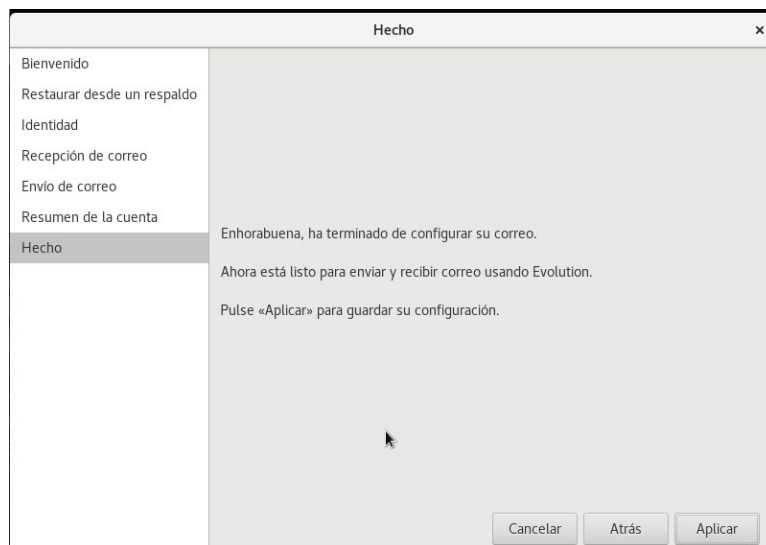 Hecho
Bienvenido
Restaurar desde un respaldo
Identidad
Recepción de correo
Envío de correo
Resumen de la cuenta
Hecho
Enhorabuena, ha terminado de configurar su correo.
Ahora está listo para enviar y recibir correo usando Evolution.
Pulse «Aplicar» para guardar su configuración.
Cancelar Atrás Aplicar